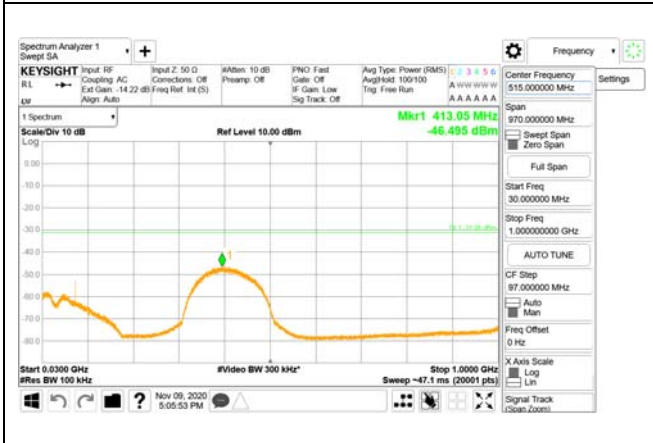 Spectrum Analyzer 1
Swept SA
Frequency
KEYSIGHT
Input: RF
Coupling: AC
Ext Gain: -14.22 dB
Align: Auto
Input Z: 50 Ω
Corrections: Off
Freq Ref: Int (S)
#Atten: 10 dB
Preamp: Off
PNO: Fast
Gate: Off
IF Gain: Low
Sig Track: Off
Avg Type: Power (RMS)
Avg|Hold: 100/100
Trig: Free Run
1 2 3 4 5 6
A W W W W W
A A A A A A
RL
1 Spectrum
Scale/Div 10 dB
Log
Ref Level 10.00 dBm
Mkr1 413.05 MHz
-46.495 dBm
0.00
-10.0
-20.0
-30.0
-40.0
-50.0
-60.0
-70.0
-80.0
1
Start 0.0300 GHz
#Res BW 100 kHz
#Video BW 300 kHz*
Stop 1.0000 GHz
Sweep ~47.1 ms (20001 pts)
Nov 09, 2020
5:05:53 PM
Center Frequency
515.000000 MHz
Settings
Span
970.000000 MHz
Swept Span
Zero Span
Full Span
Start Freq
30.000000 MHz
Stop Freq
1.000000000 GHz
AUTO TUNE
CF Step
97.000000 MHz
Auto
Man
Freq Offset
0 Hz
X Axis Scale
Log
Lin
Signal Track
(Span Zoom)